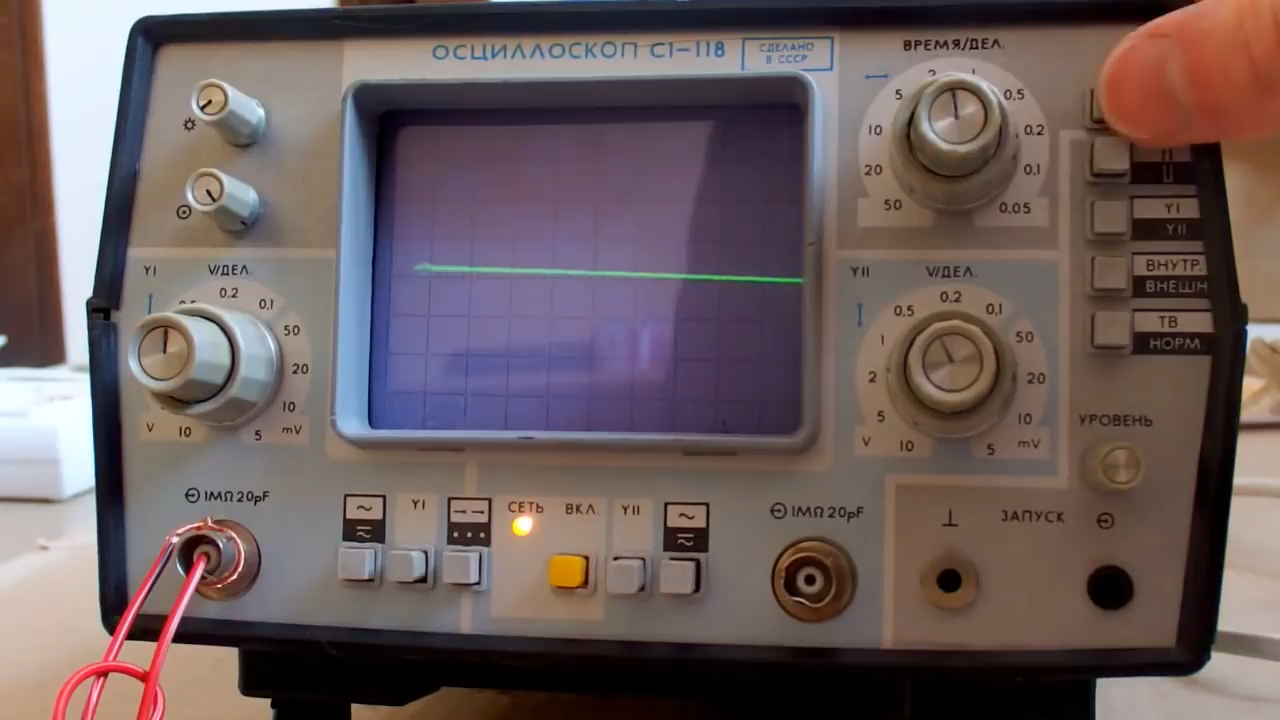 ОСЦИЛЛОСКОП С1-118
СДЕЛАНО
В СССР
ВРЕМЯ/ДЕЛ.
5
2
1
0,5
10
0,2
20
0,1
50
0,05
YI
YII
ВНУТР.
ВНЕШН
ТВ
НОРМ.
YI
V/ДЕЛ.
0.2
0,1
50
20
10
mV
5
10
V
YII
V/ДЕЛ.
0,5
0,2
0,1
50
1
2
20
5
10
mV
V
10
5
УРОВЕНЬ
1MΩ 20pF
~
≂
YI
СЕТЬ
ВКЛ.
YII
~
≂
1MΩ 20pF
⊥
ЗАПУСК